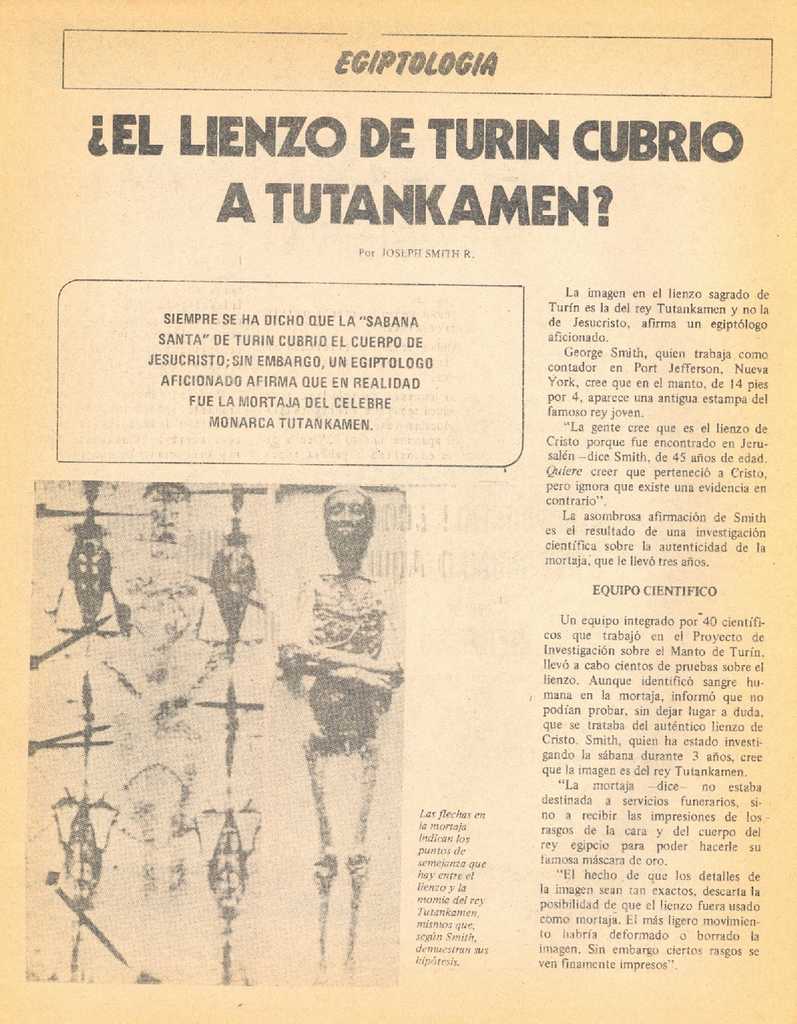 EGIPTOLOGIA
¿EL LIENZO DE TURIN CUBRIO
A TUTANKAMEN?
Por JOSEPH SMITH R.
SIEMPRE SE HA DICHO QUE LA "SABANA
SANTA" DE TURIN CUBRIO EL CUERPO DE
JESUCRISTO; SIN EMBARGO, UN EGIPTOLOGO
AFICIONADO AFIRMA QUE EN REALIDAD
FUE LA MORTAJA DEL CELEBRE
MONARCA TUTANKAMEN.
La imagen en el lienzo sagrado de
Turín es la del rey Tutankamen y no la
de Jesucristo, afirma un egiptólogo
aficionado.
George Smith, quien trabaja como
contador en Port Jefferson, Nueva
York, cree que en el manto, de 14 pies
por 4, aparece una antigua estampa del
famoso rey joven.
"La gente cree que es el lienzo de
Cristo porque fue encontrado en Jeru-
salén —dice Smith, de 45 años de edad.
Quiere creer que perteneció a Cristo,
pero ignora que existe una evidencia en
contrario".
La asombrosa afirmación de Smith
es el resultado de una investigación
científica sobre la autenticidad de la
mortaja, que le llevó tres años.
EQUIPO CIENTIFICO
Un equipo integrado por 40 científi-
cos que trabajó en el Proyecto de
Investigación sobre el Manto de Turín,
llevó a cabo cientos de pruebas sobre el
lienzo. Aunque identificó sangre hu-
mana en la mortaja, informó que no
podían probar, sin dejar lugar a duda,
que se trataba del auténtico lienzo de
Cristo. Smith, quien ha estado investi-
gando la sábana durante 3 años, cree
que la imagen es del rey Tutankamen.
"La mortaja —dice— no estaba
destinada a servicios funerarios, si-
no a recibir las impresiones de los
rasgos de la cara y del cuerpo del
rey egipcio para poder hacerle su
famosa máscara de oro.
"El hecho de que los detalles de
la imagen sean tan exactos, descarta la
posibilidad de que el lienzo fuera usado
como mortaja. El más ligero movimien-
to habría deformado o borrado la
imagen. Sin embargo ciertos rasgos se
ven finamente impresos".
Las flechas en
la mortaja
indican los
puntos de
semejanza que
hay entre el
lienzo y la
momia del rey
Tutankamen,
mismos que,
según Smith,
demuestran sus
hipótesis.